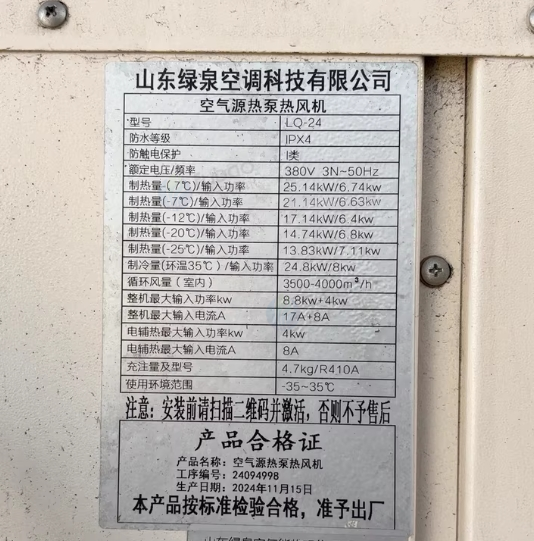 山东绿泉空调科技有限公司
空气源热泵热风机
型号 LQ-24
防水等级 IPX4
防触电保护 I类
额定电压/频率 380V 3N~50Hz
制热量-(7℃)/输入功率 25.14kW/6.74kW
制热量(-7℃)/输入功率 21.14kW/6.63kW
制热量(-12℃)/输入功率 17.14kW/6.4kW
制热量(-20℃)/输入功率 14.74kW/6.8kW
制热量(-25℃)/输入功率 13.83kW/7.11kW
制冷量(环温35℃)/输入功率 24.8kW/8kW
循环风量(室内) 3500-4000m³/h
整机最大输入功率kw 8.8kw+4kw
整机最大输入电流A 17A+8A
电辅热最大输入功率kw 4kw
电辅热最大输入电流A 8A
充注量及型号 4.7kg/R410A
使用环境范围 -35~35℃
注意:安装前请扫描二维码并激活,否则不予售后
产品合格证
产品名称:空气源热泵热风机
工序编号:24094998
生产日期:2024年11月15日
本产品按标准检验合格,准予出厂